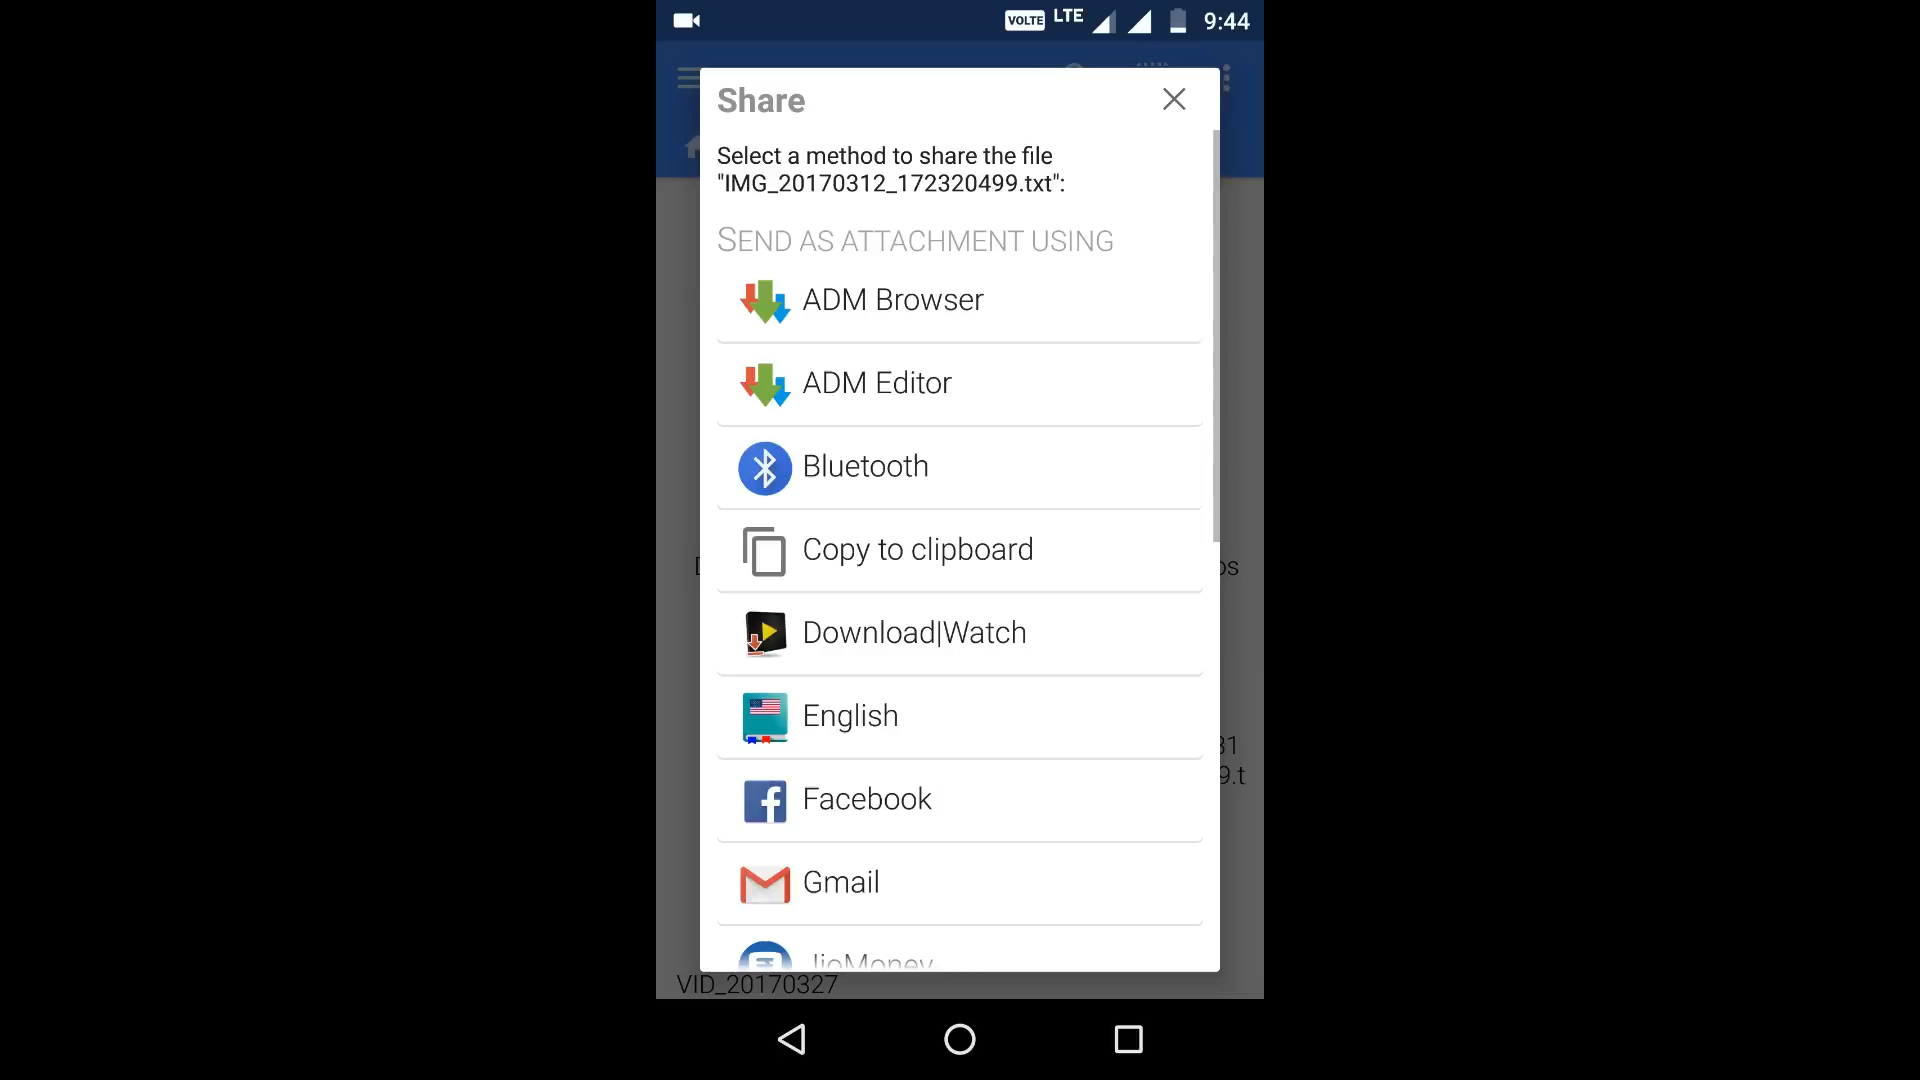 VOLTE LTE 9:44
Share
Select a method to share the file
"IMG_20170312_172320499.txt":
SEND AS ATTACHMENT USING
ADM Browser
ADM Editor
Bluetooth
Copy to clipboard
Download|Watch
English
Facebook
Gmail
JioMoney
VID_20170327